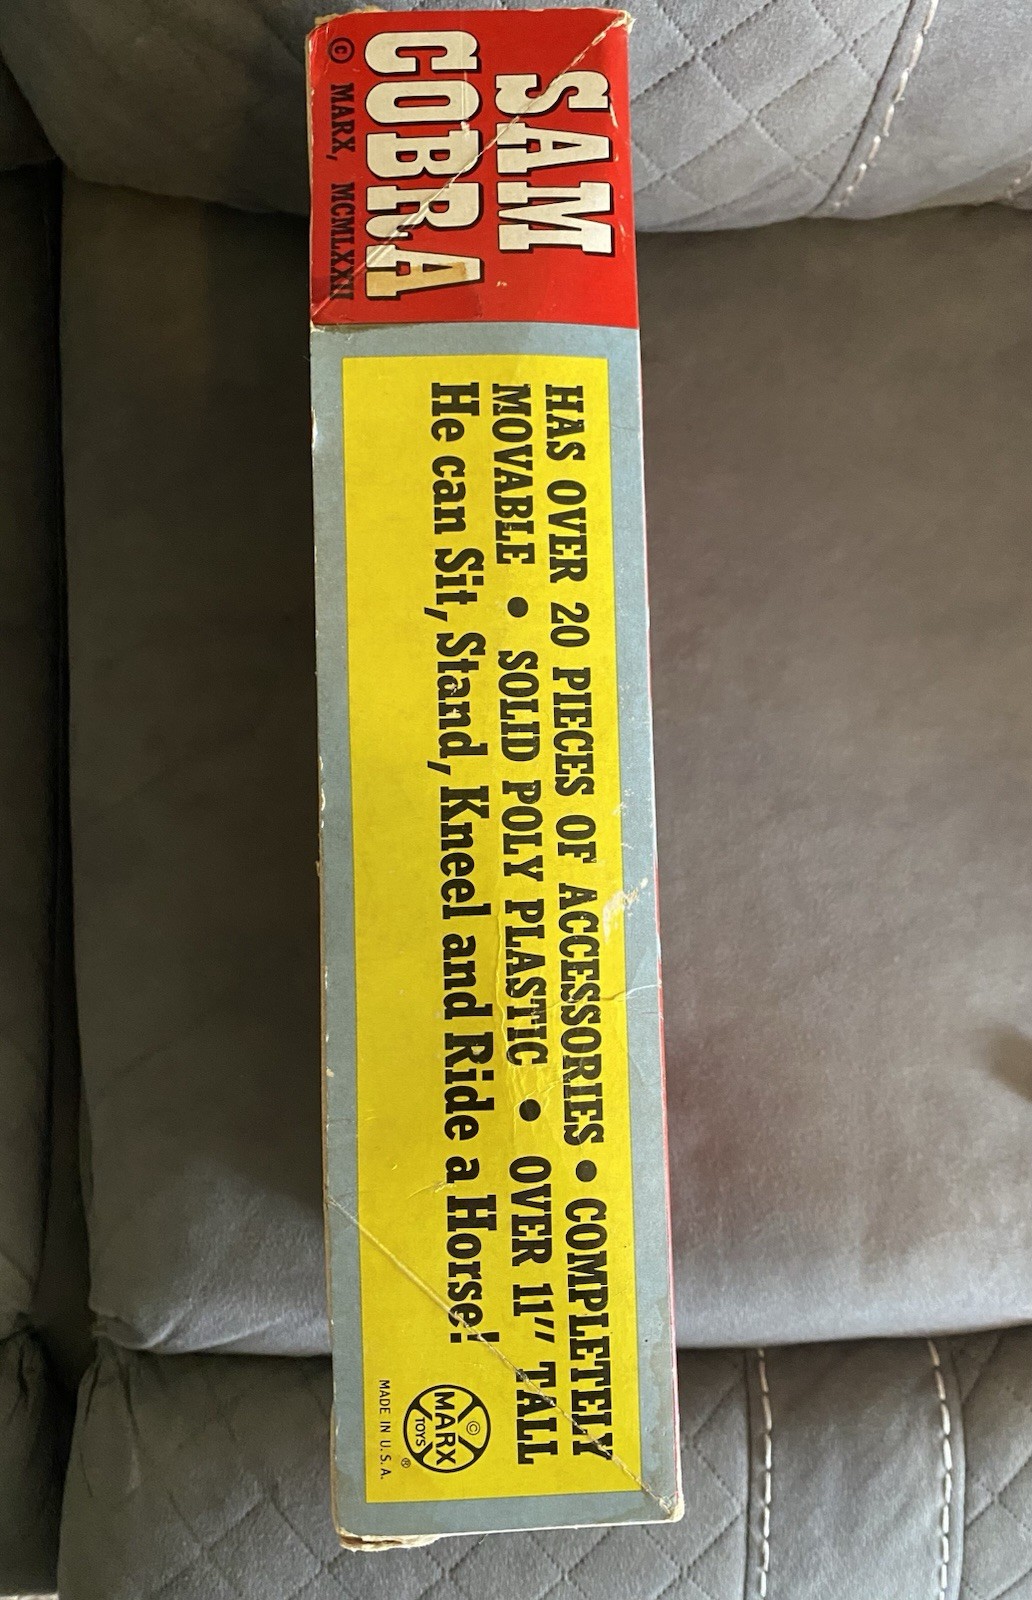 SAM
COBRA
© MARX, MCMLXXII
HAS OVER 20 PIECES OF ACCESSORIES • COMPLETELY
MOVABLE • SOLID POLY PLASTIC • OVER 11" TALL
He can Sit, Stand, Kneel and Ride a Horse!
©
MARX
TOYS
®
MADE IN U.S.A.